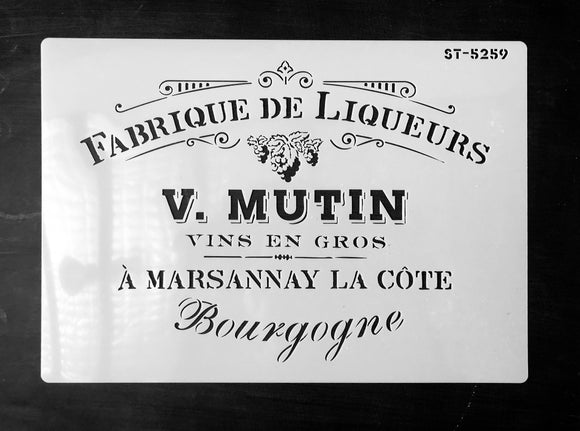 ST-5259
FABRIQUE DE LIQUEURS
V. MUTIN
VINS EN GROS
À MARSANNAY LA CÔTE
Bourgogne